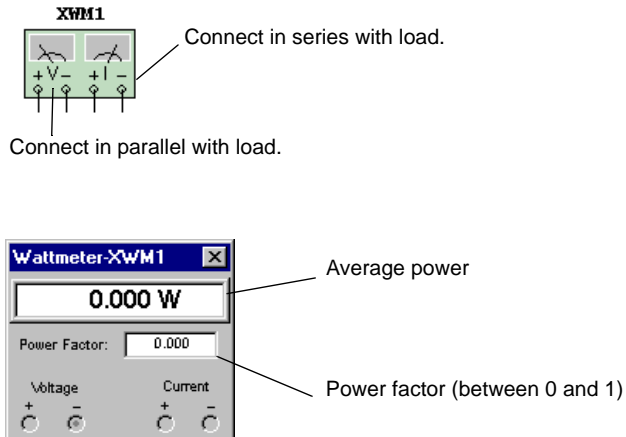 XWM1
Connect in series with load.
+ V - + I -
Connect in parallel with load.
Wattmeter-XWM1
Average power
0.000 W
Power Factor: 0.000
Voltage Current
+ - + -
Power factor (between 0 and 1)